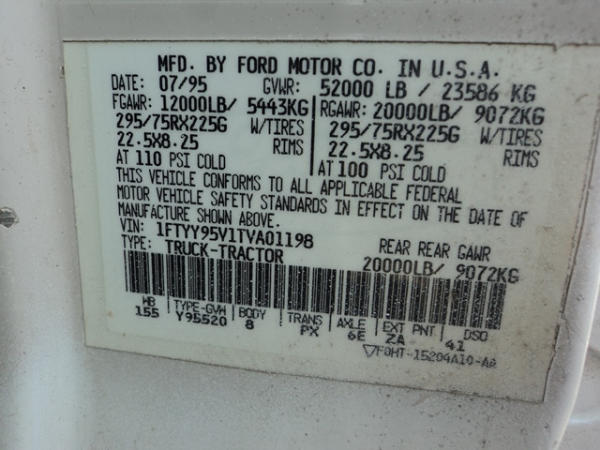 MFD. BY FORD MOTOR CO. IN U.S.A.
DATE: 07/95 GVWR: 52000 LB / 23586 KG
FGAWR: 12000LB/ 5443KG RGAWR: 20000LB/ 9072KG
295/75RX225G W/TIRES 295/75RX225G W/TIRES
22.5X8.25 RIMS 22.5X8.25 RIMS
AT 110 PSI COLD AT 100 PSI COLD
THIS VEHICLE CONFORMS TO ALL APPLICABLE FEDERAL
MOTOR VEHICLE SAFETY STANDARDS IN EFFECT ON THE DATE OF
MANUFACTURE SHOWN ABOVE.
VIN: 1FTYY95V1TVA01198 REAR REAR GAWR
TYPE: TRUCK-TRACTOR 20000LB/ 9072KG
WB TYPE-GVW BODY TRANS AXLE EXT PNT DSO
155 Y95520 8 PX 6E ZA 41